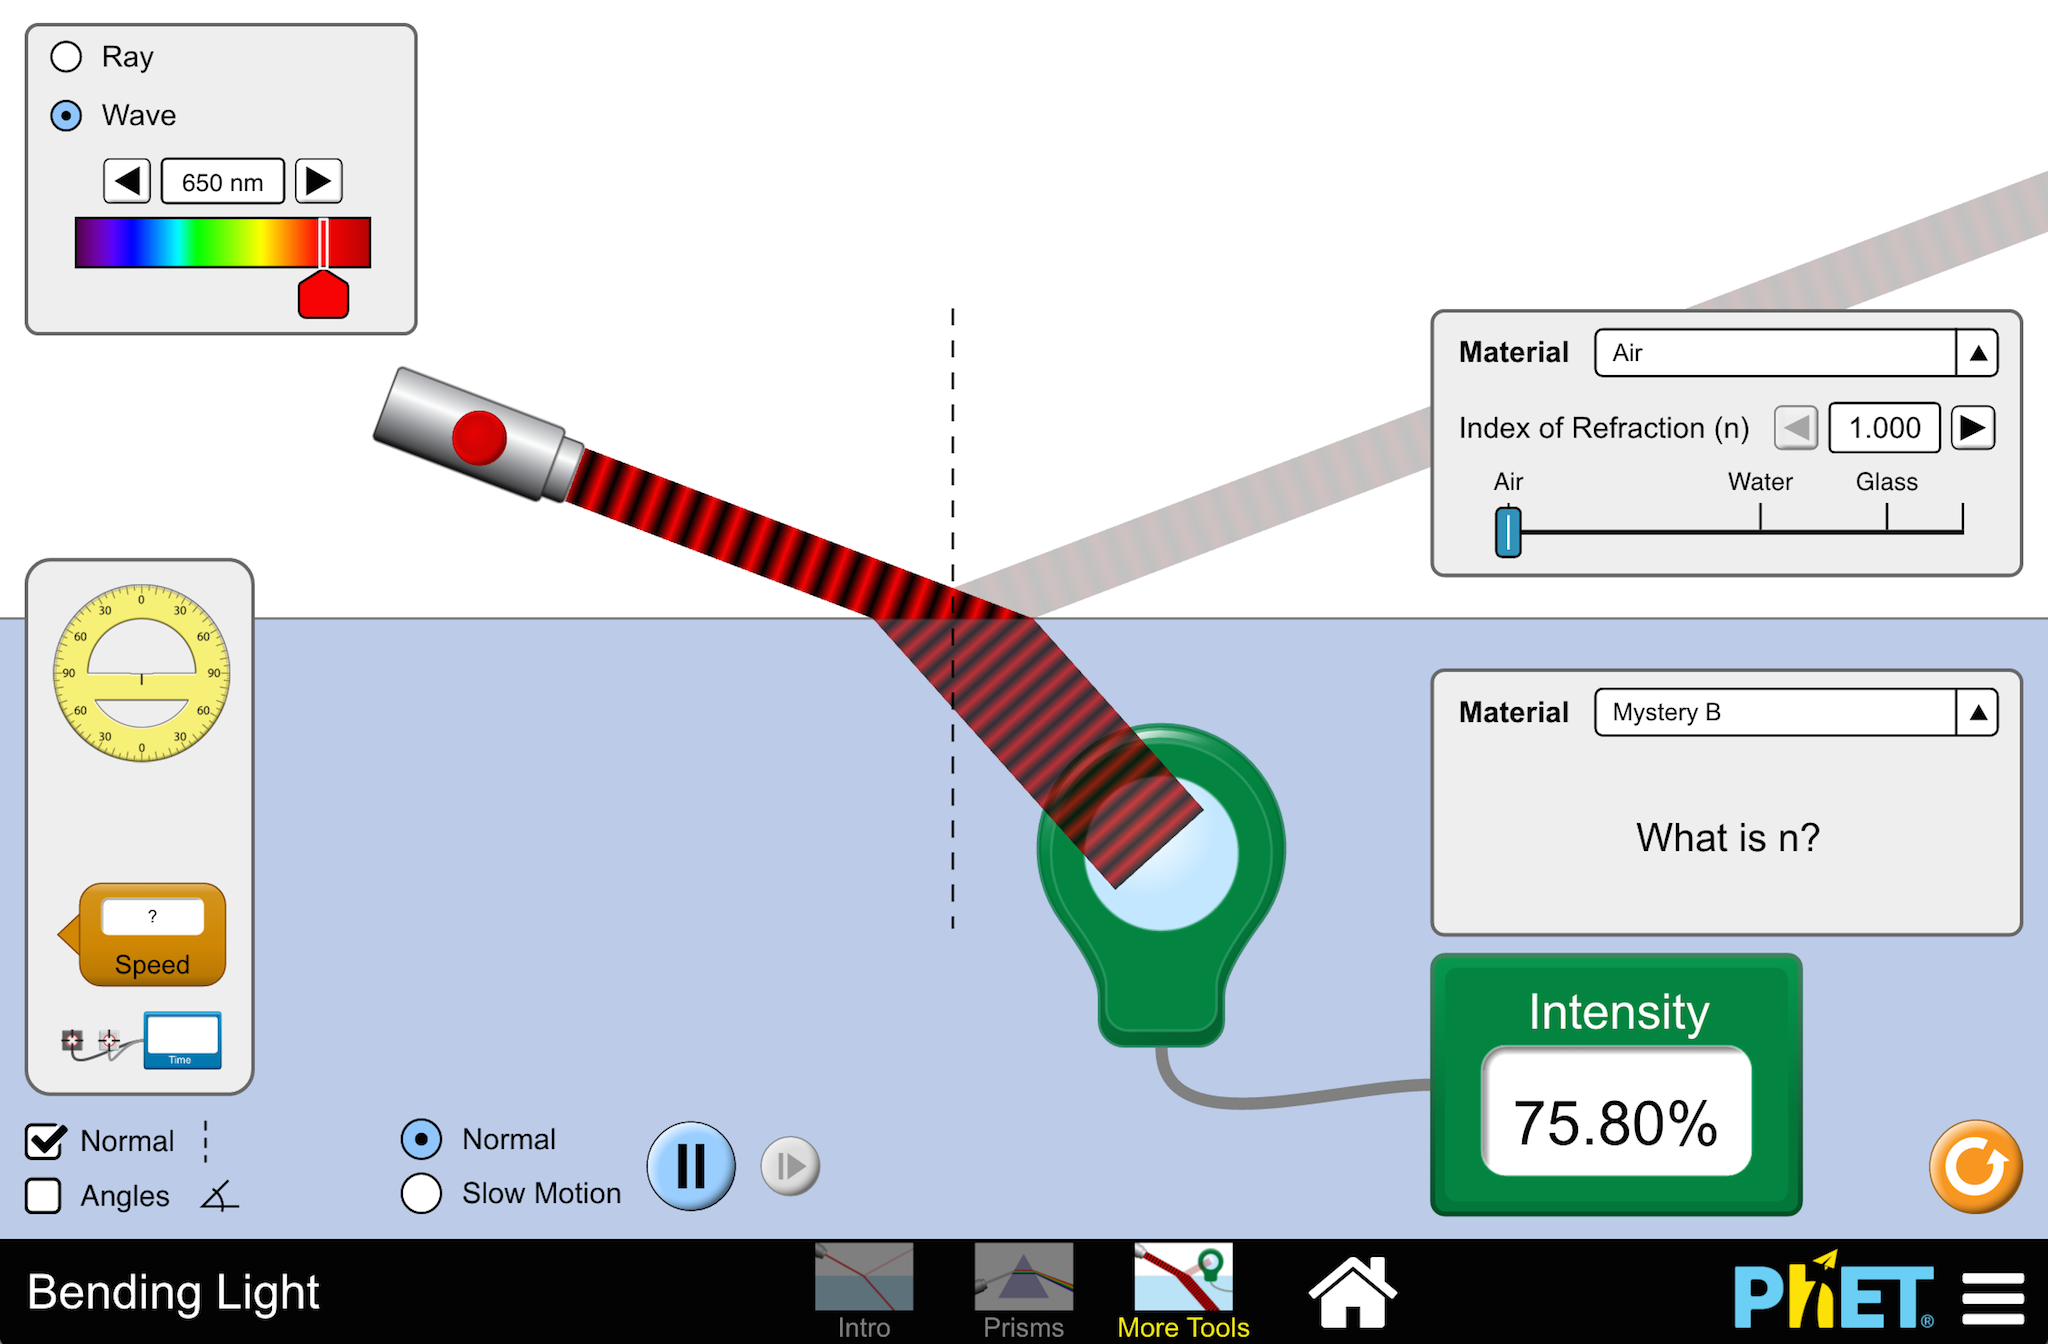 Ray
Wave
650 nm
Material Air
Index of Refraction (n) 1.000
Air Water Glass
0
30 30
60 60
90 90
60 60
30 30
0
Material Mystery B
What is n?
?
Speed
Time
Intensity
75.80%
Normal
Angles
Normal
Slow Motion
Bending Light
Intro
Prisms
More Tools
PhET®